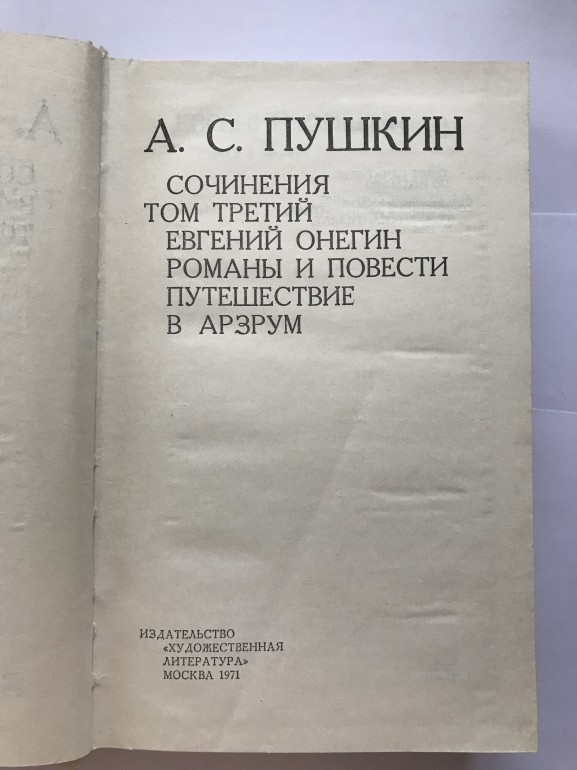 А. С. ПУШКИН
СОЧИНЕНИЯ
ТОМ ТРЕТИЙ
ЕВГЕНИЙ ОНЕГИН
РОМАНЫ И ПОВЕСТИ
ПУТЕШЕСТВИЕ
В АРЗРУМ
ИЗДАТЕЛЬСТВО
«ХУДОЖЕСТВЕННАЯ
ЛИТЕРАТУРА»
МОСКВА 1971